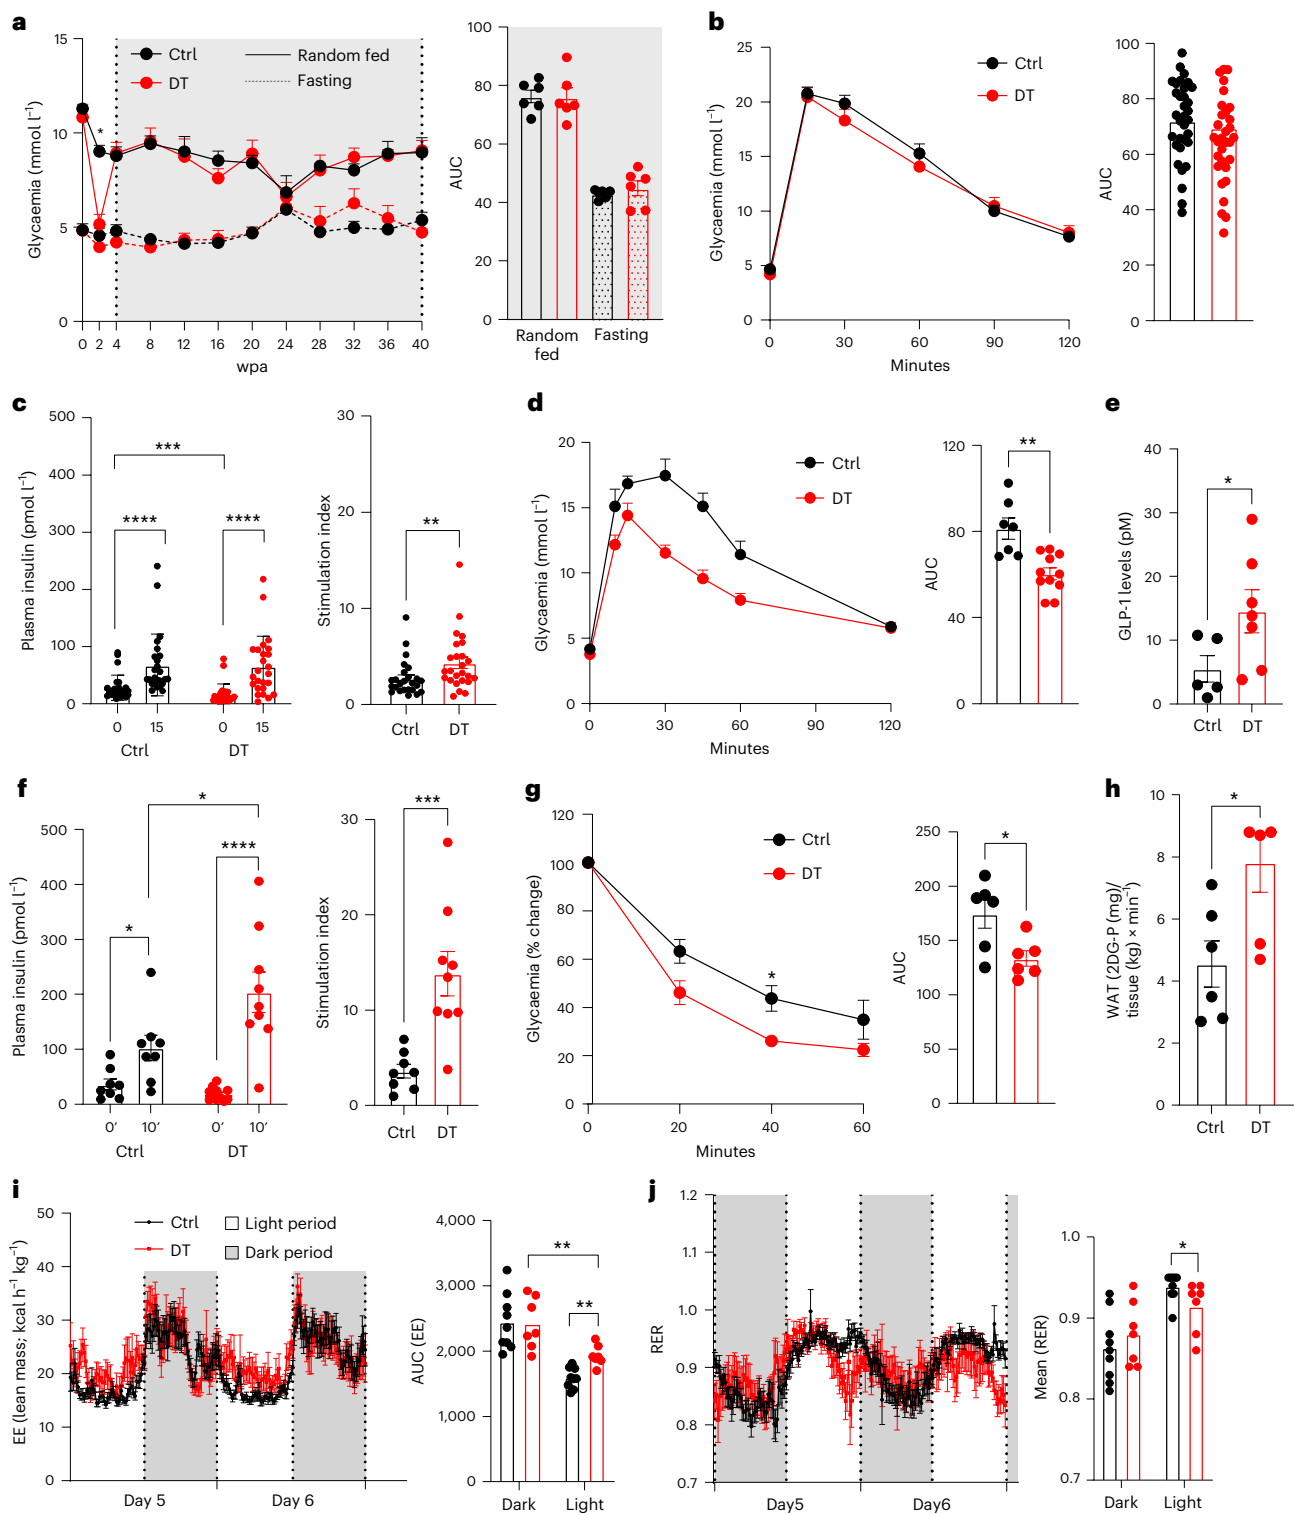 a
Glycaemia (mmol l⁻¹)
15
10
5
0
Ctrl
DT
Random fed
Fasting
*
0 2 4 8 12 16 20 24 28 32 36 40
wpa
AUC
100
80
60
40
20
0
Random fed
Fasting
b
Glycaemia (mmol l⁻¹)
25
20
15
10
5
0
Ctrl
DT
0 30 60 90 120
Minutes
AUC
100
80
60
40
20
0
c
Plasma insulin (pmol l⁻¹)
500
400
300
200
100
0
***
**** ****
0 15 0 15
Ctrl DT
Stimulation index
30
20
10
0
**
Ctrl DT
d
Glycaemia (mmol l⁻¹)
20
15
10
5
0
Ctrl
DT
0 30 60 90 120
Minutes
AUC
120
80
40
0
**
e
GLP-1 levels (pM)
40
30
20
10
0
*
Ctrl DT
f
Plasma insulin (pmol l⁻¹)
500
400
300
200
100
0
*
****
*
0′ 10′ 0′ 10′
Ctrl DT
Stimulation index
30
20
10
0
***
Ctrl DT
g
Glycaemia (% change)
120
100
80
60
40
20
0
Ctrl
DT
*
0 20 40 60
Minutes
AUC
250
200
150
100
50
0
*
h
WAT (2DG-P (mg)/
tissue (kg) × min⁻¹)
10
8
6
4
2
0
*
Ctrl DT
i
EE (lean mass; kcal h⁻¹ kg⁻¹)
50
40
30
20
10
0
Ctrl
DT
Light period
Dark period
Day 5 Day 6
AUC (EE)
4,000
3,000
2,000
1,000
0
**
**
Dark Light
j
RER
1.2
1.1
1.0
0.9
0.8
0.7
Day5 Day6
Mean (RER)
1.0
0.9
0.8
0.7
*
Dark Light